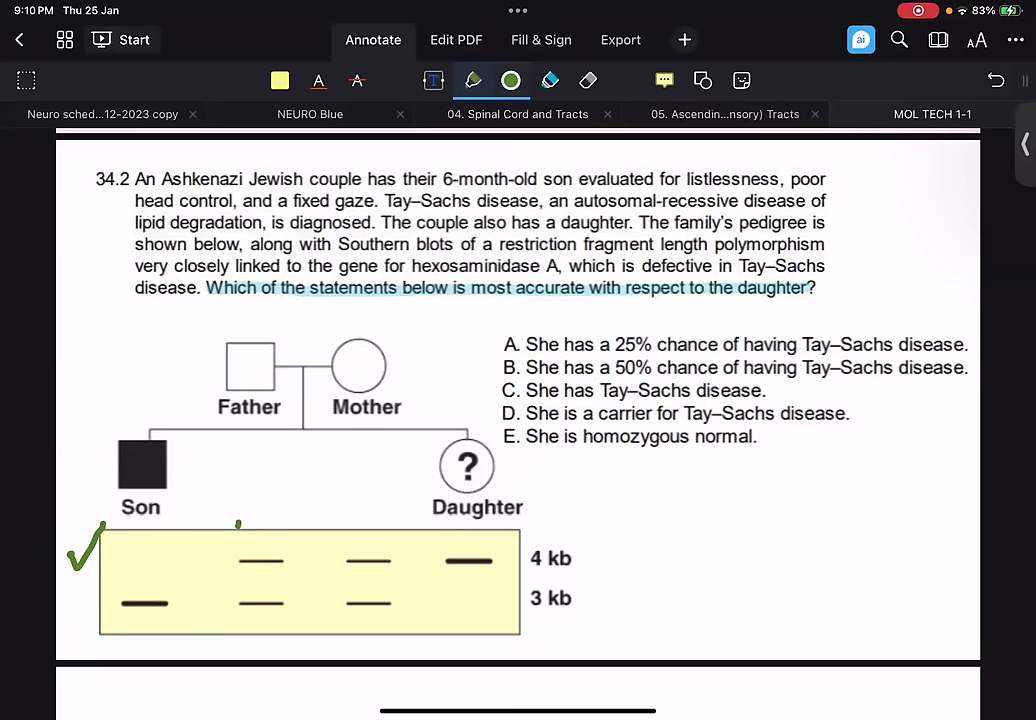 9:10 PM Thu 25 Jan
83%
Start
Annotate
Edit PDF
Fill & Sign
Export
ai
AA
A
A
T
Neuro sched...12-2023 copy
NEURO Blue
04. Spinal Cord and Tracts
05. Ascendin...nsory) Tracts
MOL TECH 1-1
34.2 An Ashkenazi Jewish couple has their 6-month-old son evaluated for listlessness, poor
head control, and a fixed gaze. Tay–Sachs disease, an autosomal-recessive disease of
lipid degradation, is diagnosed. The couple also has a daughter. The family's pedigree is
shown below, along with Southern blots of a restriction fragment length polymorphism
very closely linked to the gene for hexosaminidase A, which is defective in Tay–Sachs
disease. Which of the statements below is most accurate with respect to the daughter?
A. She has a 25% chance of having Tay–Sachs disease.
B. She has a 50% chance of having Tay–Sachs disease.
C. She has Tay–Sachs disease.
D. She is a carrier for Tay–Sachs disease.
E. She is homozygous normal.
Father
Mother
?
Son
Daughter
4 kb
3 kb